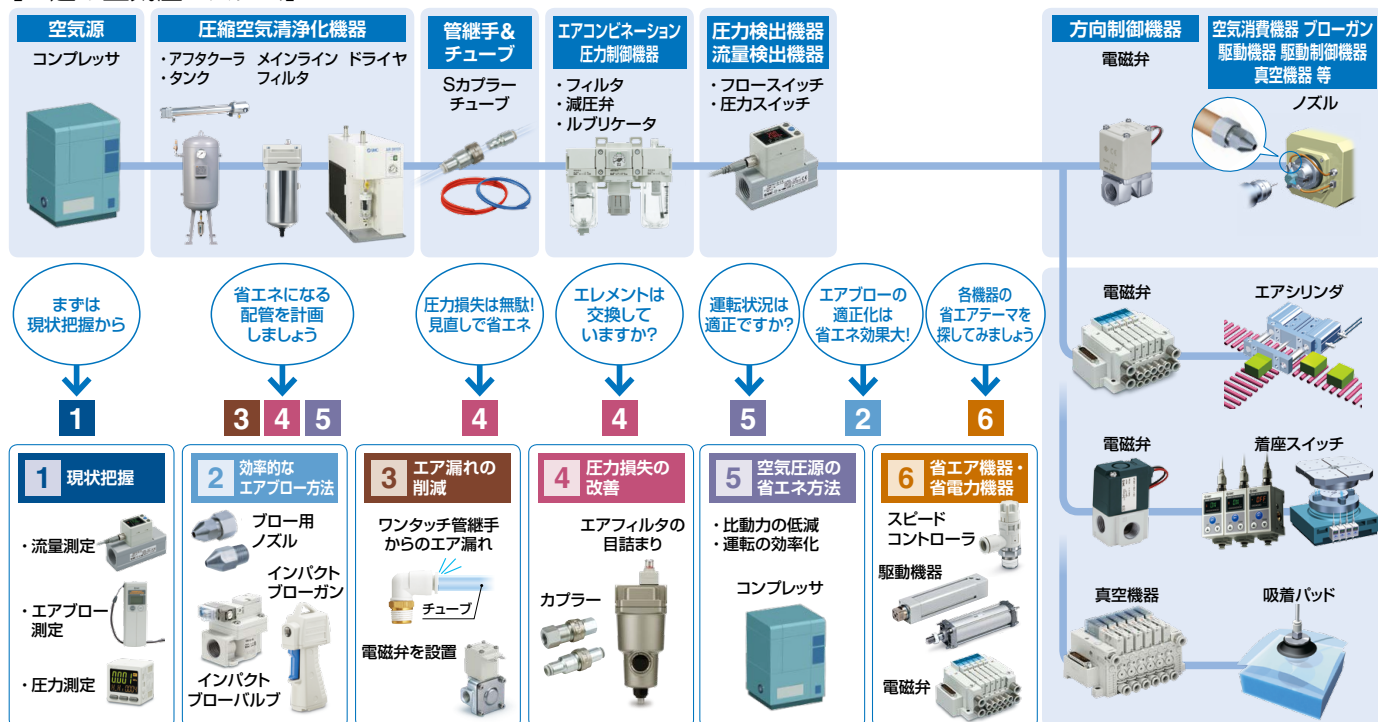 空気源
コンプレッサ
圧縮空気清浄化機器
・アフタクーラ
・タンク
メインライン
フィルタ
ドライヤ
管継手&
チューブ
Sカプラー
チューブ
エアコンビネーション
圧力制御機器
・フィルタ
・減圧弁
・ルブリケータ
圧力検出機器
流量検出機器
・フロースイッチ
・圧力スイッチ
方向制御機器
電磁弁
空気消費機器 ブローガン
駆動機器 駆動制御機器
真空機器 等
ノズル
まずは
現状把握から
省エネになる
配管を計画
しましょう
圧力損失は無駄!
見直しで省エネ
エレメントは
交換して
いますか?
運転状況は
適正ですか?
エアブローの
適正化は
省エネ効果大!
各機器の
省エアテーマを
探してみましょう
1
3 4 5
4
4
5
2
6
電磁弁
エアシリンダ
電磁弁
着座スイッチ
真空機器
吸着パッド
1 現状把握
・流量測定
・エアブロー
測定
・圧力測定
2 効率的な
エアブロー方法
ブロー用
ノズル
インパクト
ブローガン
インパクト
ブローバルブ
3 エア漏れの
削減
ワンタッチ管継手
からのエア漏れ
チューブ
電磁弁を設置
4 圧力損失の
改善
エアフィルタの
目詰まり
カプラー
5 空気圧源の
省エネ方法
・比動力の低減
・運転の効率化
コンプレッサ
6 省エア機器・
省電力機器
スピード
コントローラ
駆動機器
電磁弁